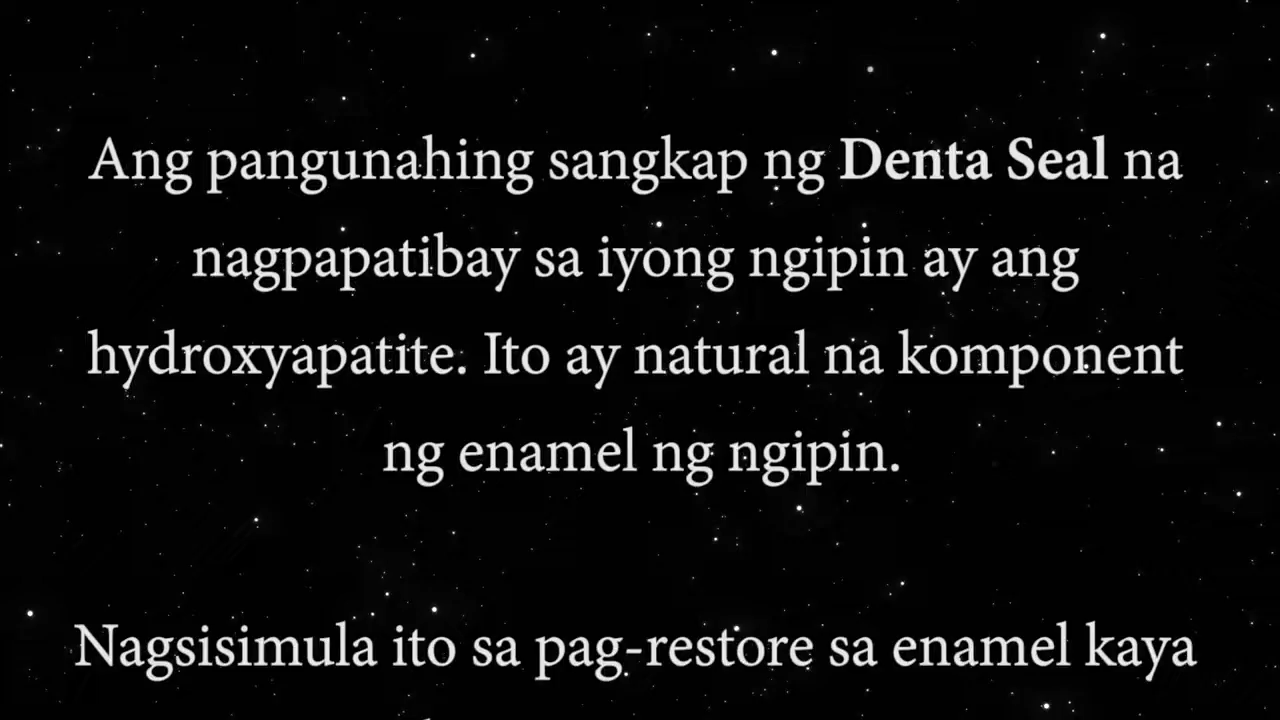 Ang pangunahing sangkap ng Denta Seal na
nagpapatibay sa iyong ngipin ay ang
hydroxyapatite. Ito ay natural na komponent
ng enamel ng ngipin.
Nagsisimula ito sa pag-restore sa enamel kaya